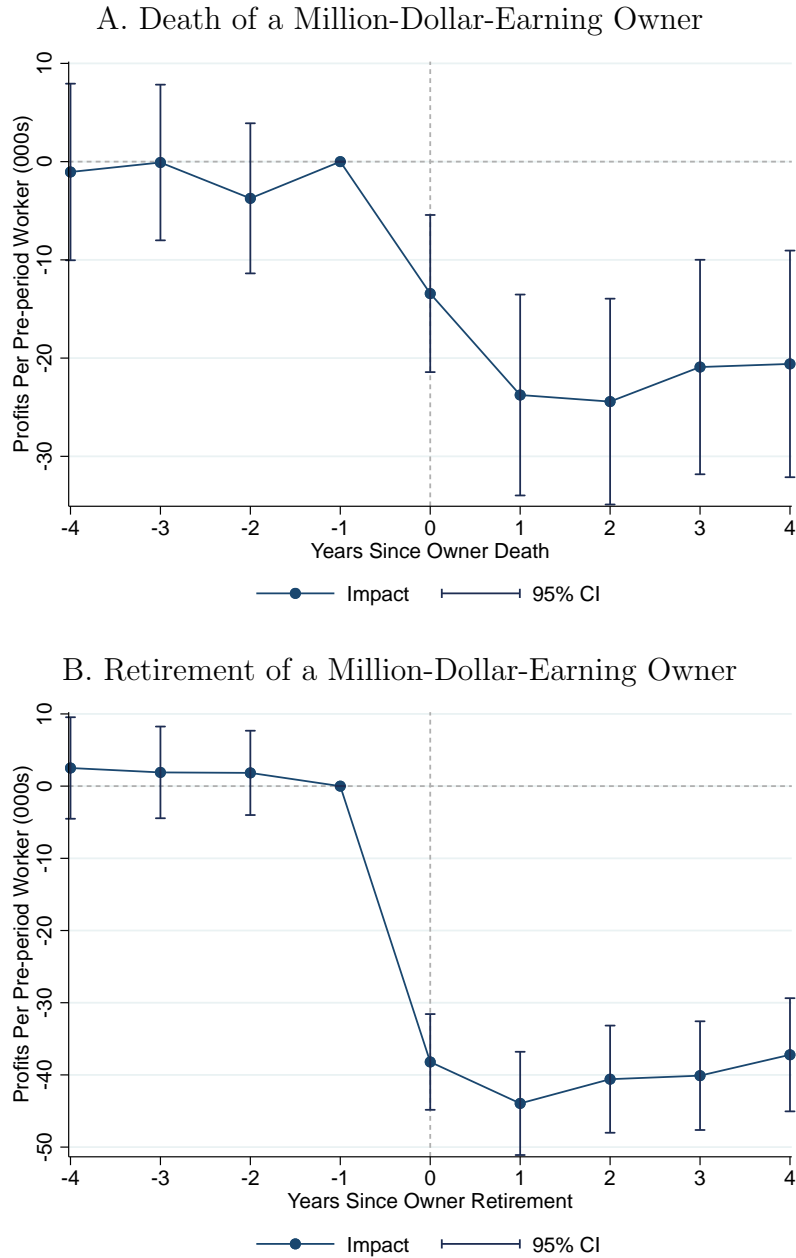 A. Death of a Million-Dollar-Earning Owner
Profits Per Pre-period Worker (000s)
10
0
-10
-20
-30
-4 -3 -2 -1 0 1 2 3 4
Years Since Owner Death
Impact 95% CI
B. Retirement of a Million-Dollar-Earning Owner
Profits Per Pre-period Worker (000s)
10
0
-10
-20
-30
-40
-50
-4 -3 -2 -1 0 1 2 3 4
Years Since Owner Retirement
Impact 95% CI